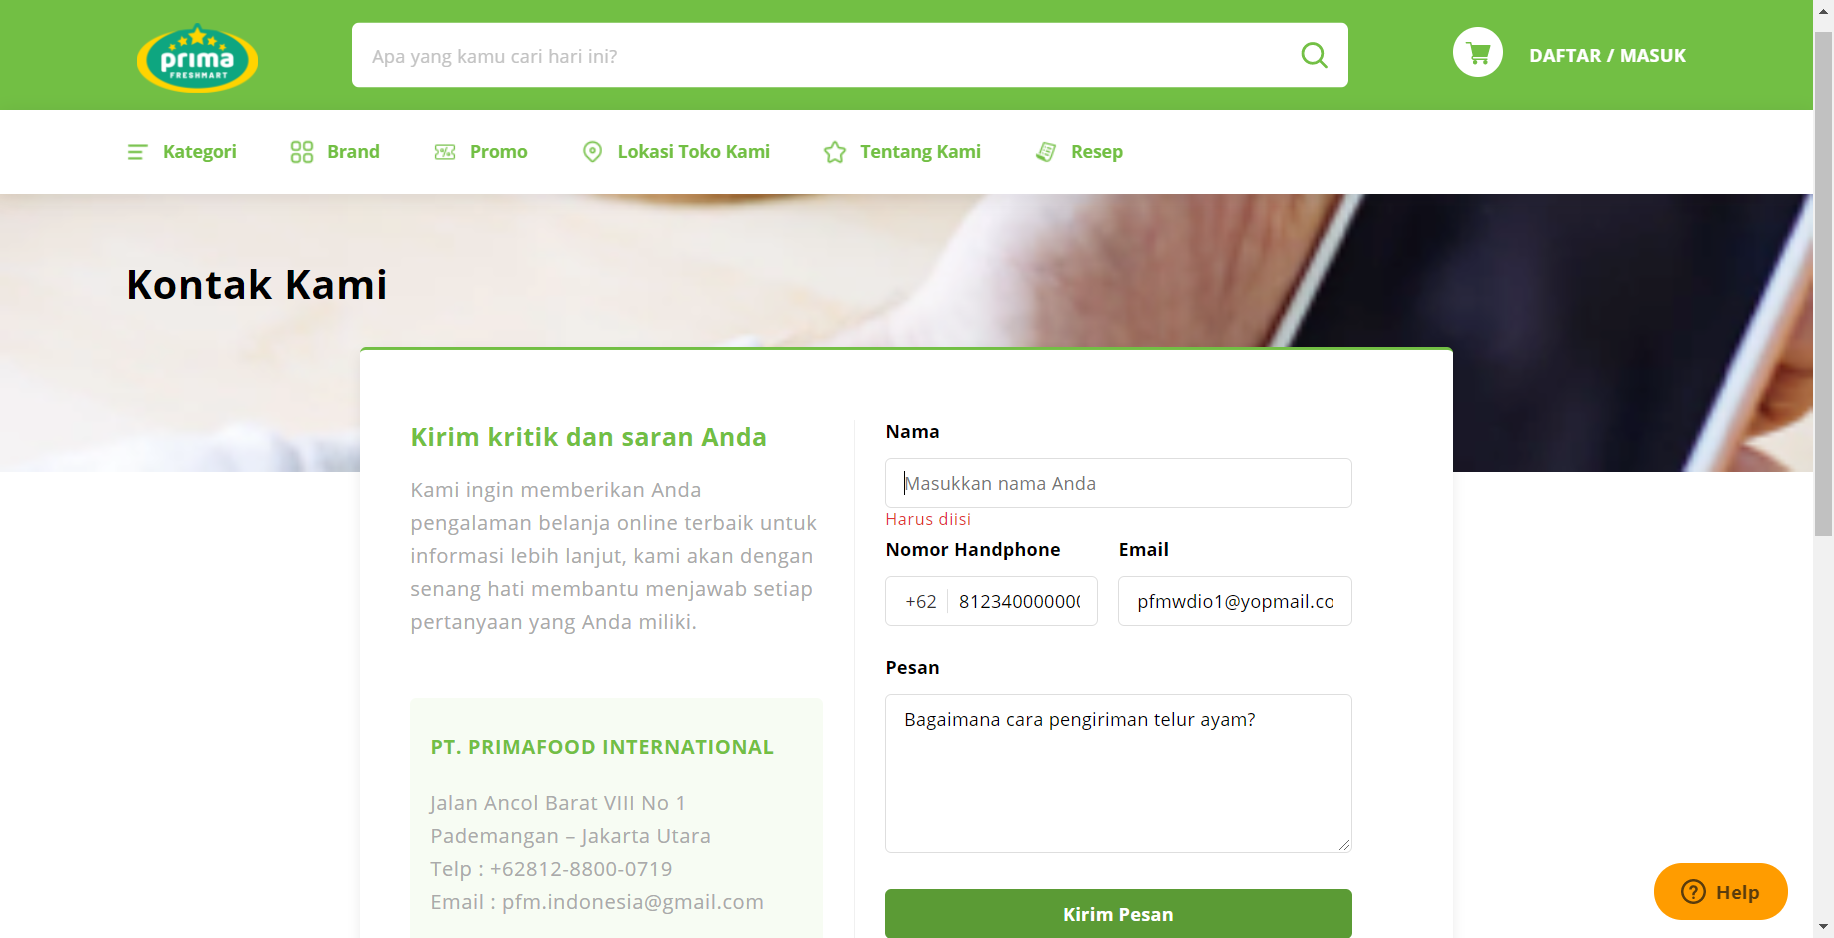 prima
FRESHMART
Apa yang kamu cari hari ini?
DAFTAR / MASUK
Kategori
Brand
Promo
Lokasi Toko Kami
Tentang Kami
Resep
Kontak Kami
Kirim kritik dan saran Anda
Kami ingin memberikan Anda
pengalaman belanja online terbaik untuk
informasi lebih lanjut, kami akan dengan
senang hati membantu menjawab setiap
pertanyaan yang Anda miliki.
PT. PRIMAFOOD INTERNATIONAL
Jalan Ancol Barat VIII No 1
Pademangan – Jakarta Utara
Telp : +62812-8800-0719
Email : pfm.indonesia@gmail.com
Nama
Masukkan nama Anda
Harus diisi
Nomor Handphone
Email
+62
81234000000
pfmwdio1@yopmail.co
Pesan
Bagaimana cara pengiriman telur ayam?
Kirim Pesan
Help